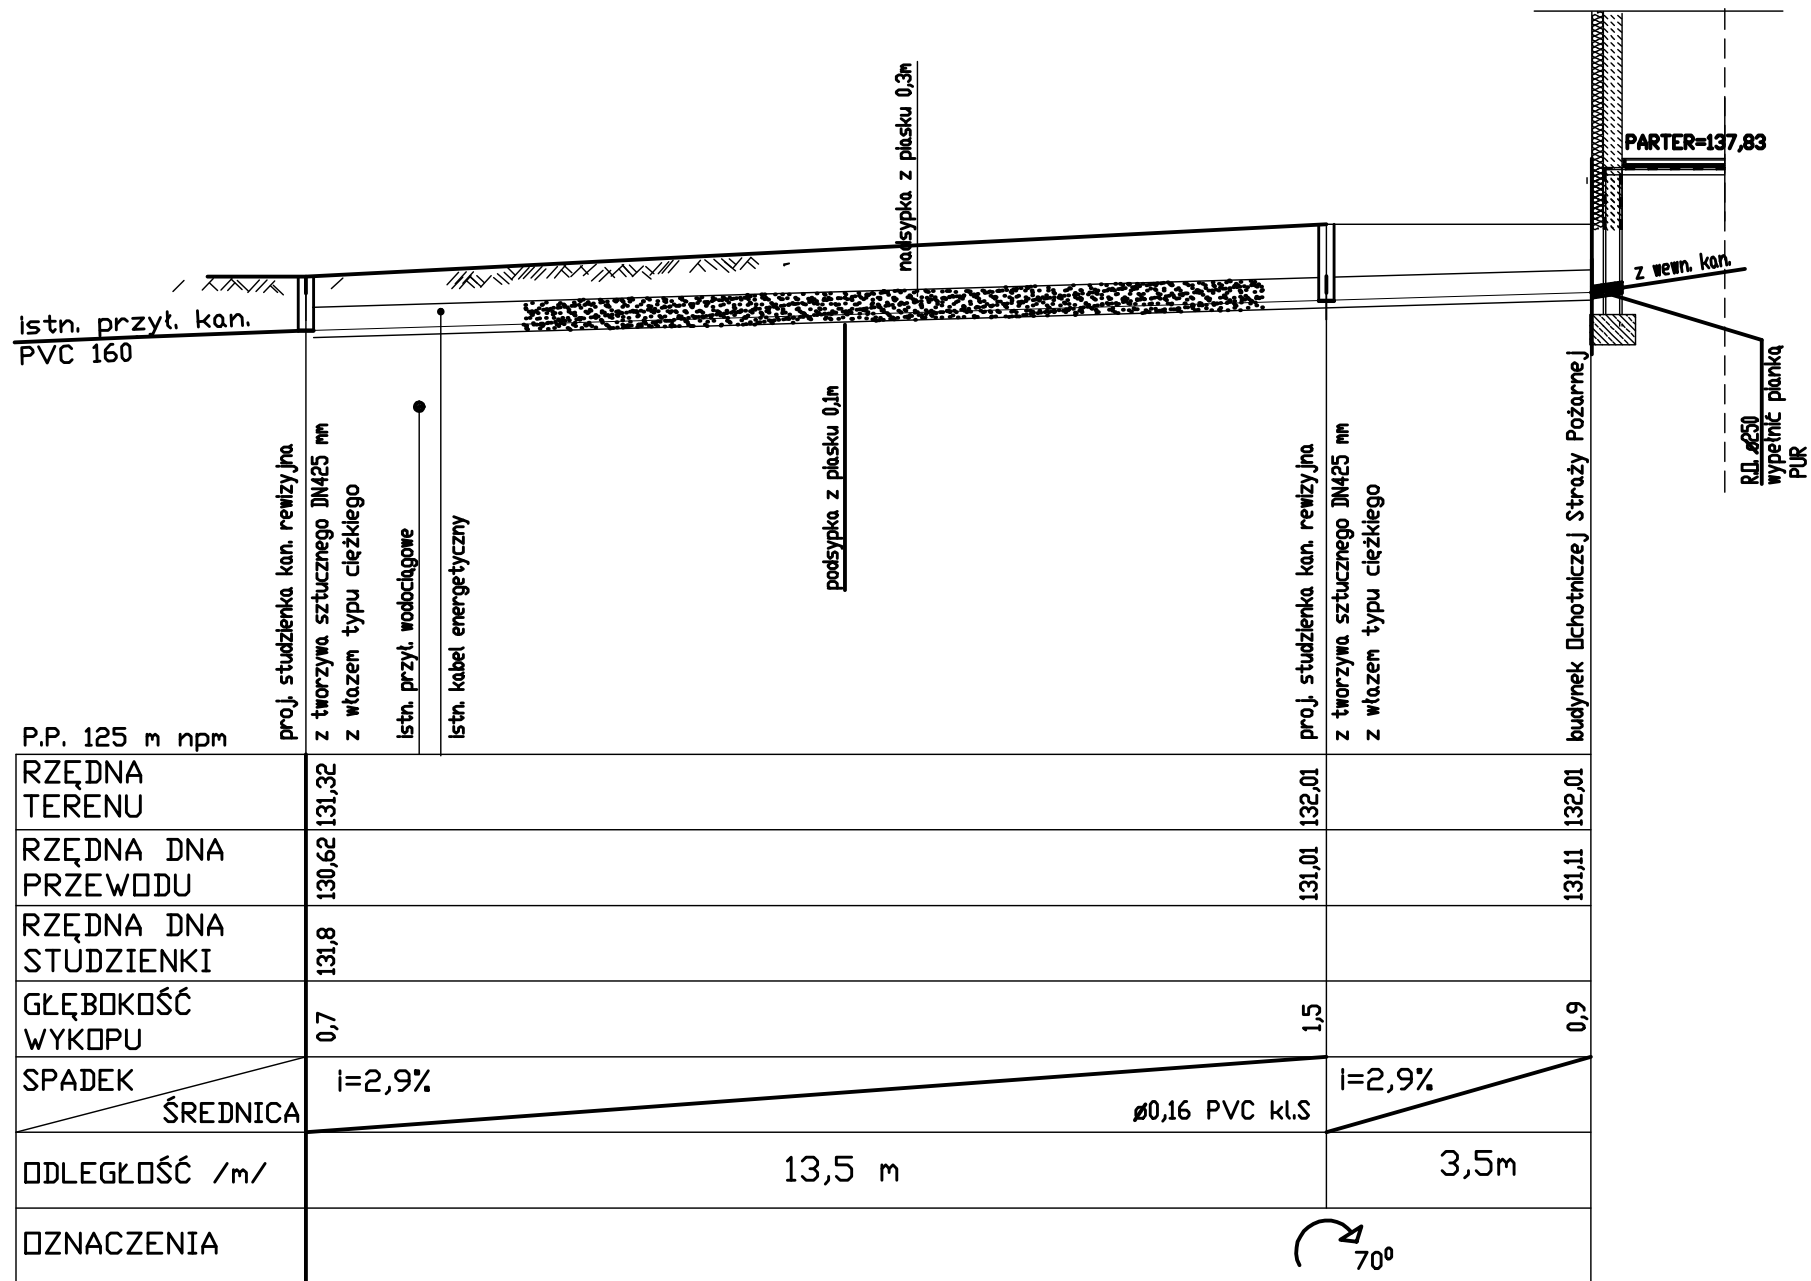 nadsypka z piasku 0,3m
PARTER=137,83
z wewn. kan.
istn. przył. kan.
PVC 160
R.O. ø250
wypełnić pianką
PUR
podsypka z piasku 0,1m
proj. studzienka kan. rewizyjna
z tworzywa sztucznego DN425 mm
z włazem typu ciężkiego
istn. przył. wodociągowe
istn. kabel energetyczny
proj. studzienka kan. rewizyjna
z tworzywa sztucznego DN425 mm
z włazem typu ciężkiego
budynek Ochotniczej Straży Pożarnej
P.P. 125 m npm
RZĘDNA
TERENU
131,32
132,01
132,01
RZĘDNA DNA
PRZEWODU
130,62
131,01
131,11
RZĘDNA DNA
STUDZIENKI
131,8
GŁĘBOKOŚĆ
WYKOPU
0,7
1,5
0,9
SPADEK
ŚREDNICA
i=2,9%
ø0,16 PVC kl.S
i=2,9%
ODLEGŁOŚĆ /m/
13,5 m
3,5m
OZNACZENIA
70⁰